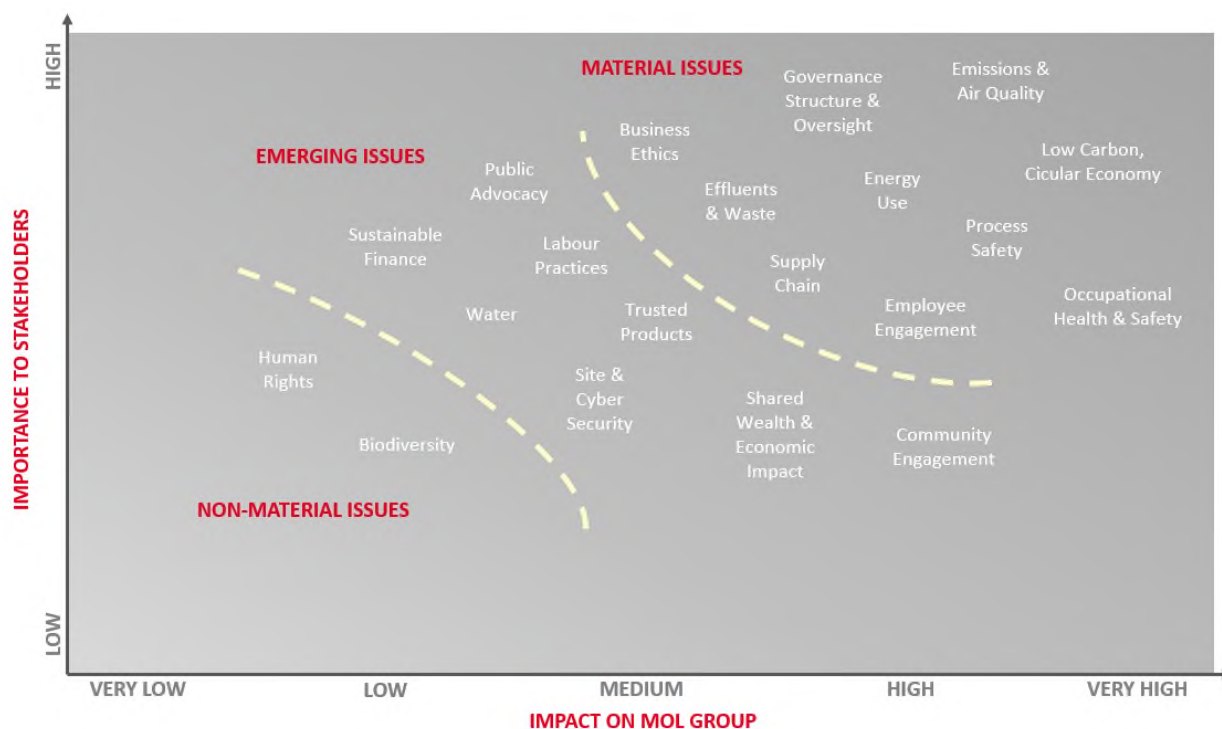 HIGH
IMPORTANCE TO STAKEHOLDERS
LOW
MATERIAL ISSUES
Governance
Structure &
Oversight
Emissions &
Air Quality
Business
Ethics
EMERGING ISSUES
Public
Advocacy
Low Carbon,
Cicular Economy
Effluents
& Waste
Energy
Use
Sustainable
Finance
Labour
Practices
Process
Safety
Supply
Chain
Water
Trusted
Products
Employee
Engagement
Occupational
Health & Safety
Human
Rights
Site &
Cyber
Security
Shared
Wealth &
Economic
Impact
Biodiversity
Community
Engagement
NON-MATERIAL ISSUES
VERY LOW
LOW
MEDIUM
HIGH
VERY HIGH
IMPACT ON MOL GROUP